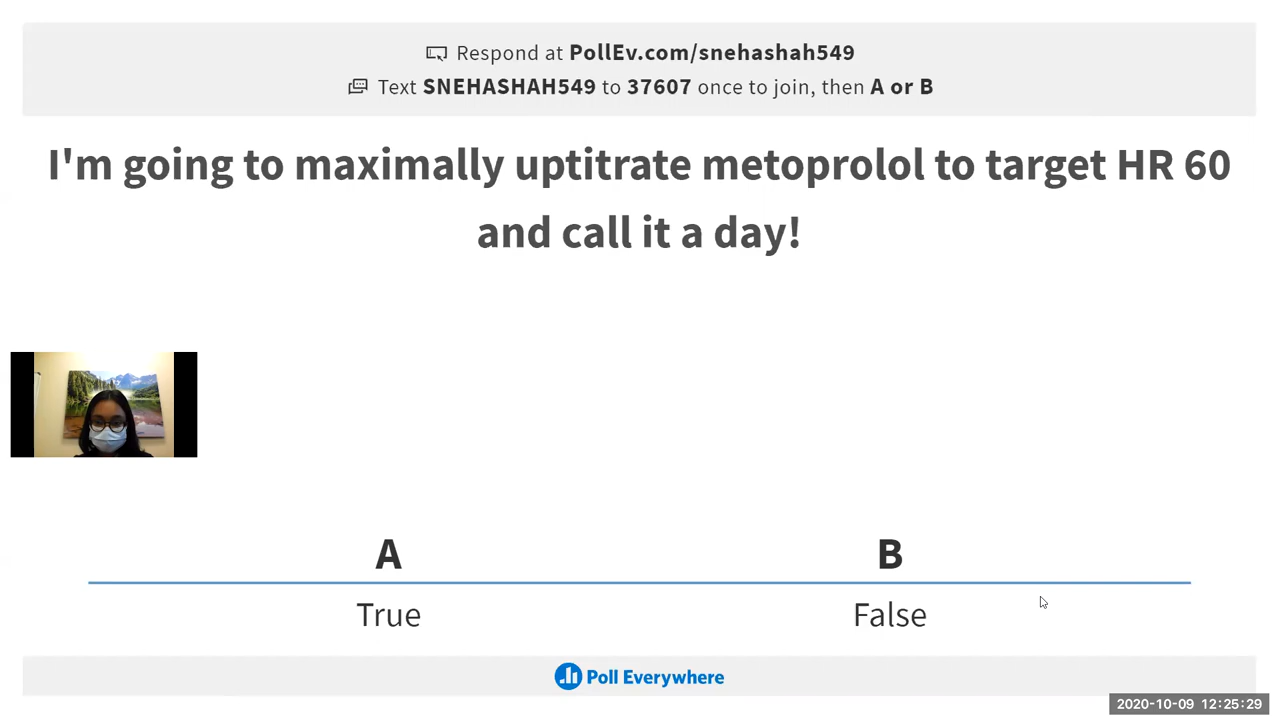 Respond at PollEv.com/snehashah549
Text SNEHASHAH549 to 37607 once to join, then A or B
I'm going to maximally uptitrate metoprolol to target HR 60
and call it a day!
A
B
True
False
Poll Everywhere
2020-10-09 12:25:29